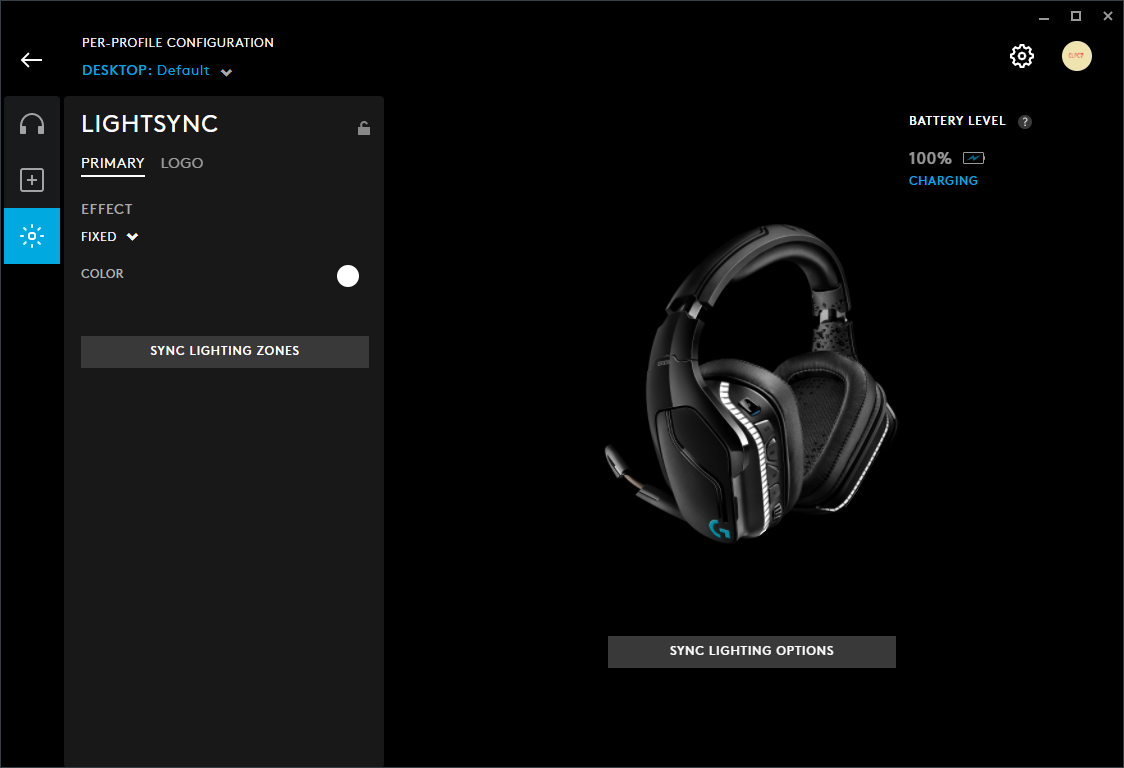 PER-PROFILE CONFIGURATION
DESKTOP: Default
LIGHTSYNC
PRIMARY LOGO
EFFECT
FIXED
COLOR
SYNC LIGHTING ZONES
BATTERY LEVEL ?
100%
CHARGING
SYNC LIGHTING OPTIONS